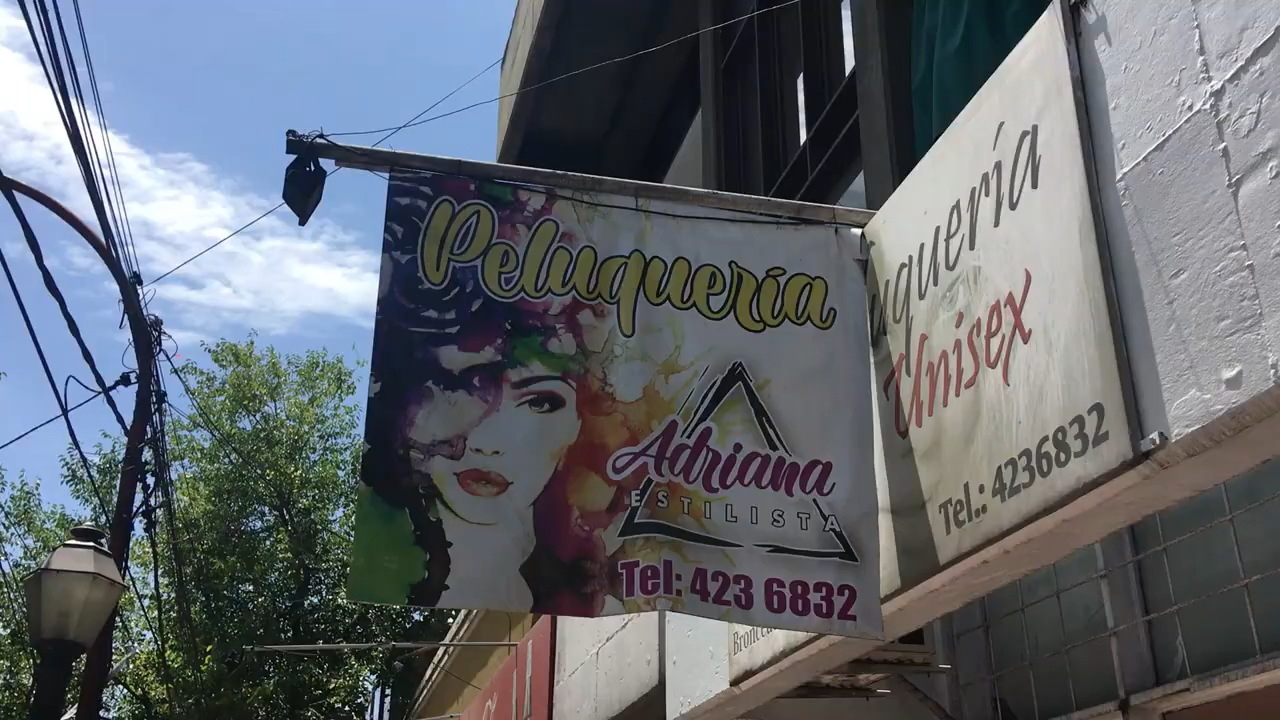 Peluquería
Adriana
ESTILISTA
Tel: 423 6832
uquería
Unisex
Tel.: 4236832